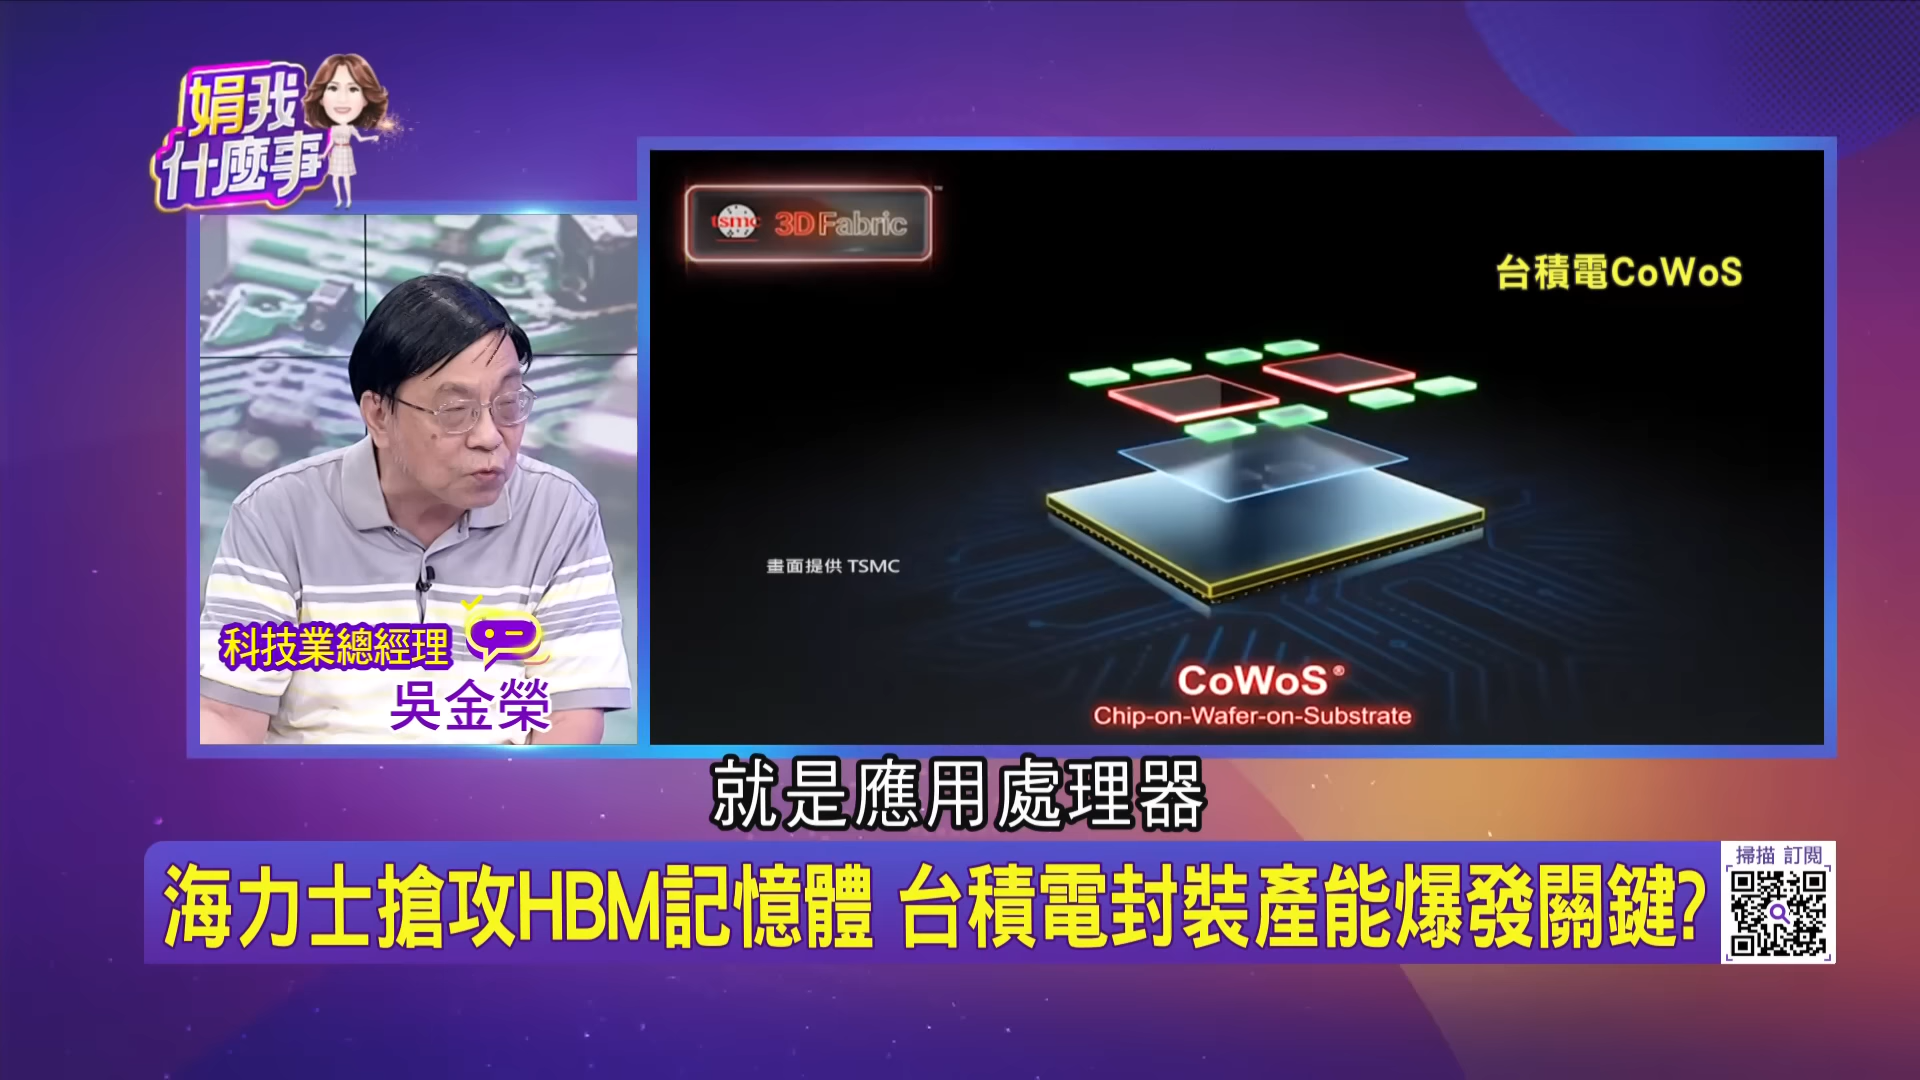 娟我
什麼事
tsmc 3DFabric™
台積電CoWoS
畫面提供 TSMC
CoWoS®
Chip-on-Wafer-on-Substrate
科技業總經理
吳金榮
就是應用處理器
海力士搶攻HBM記憶體 台積電封裝產能爆發關鍵?
掃描 訂閱